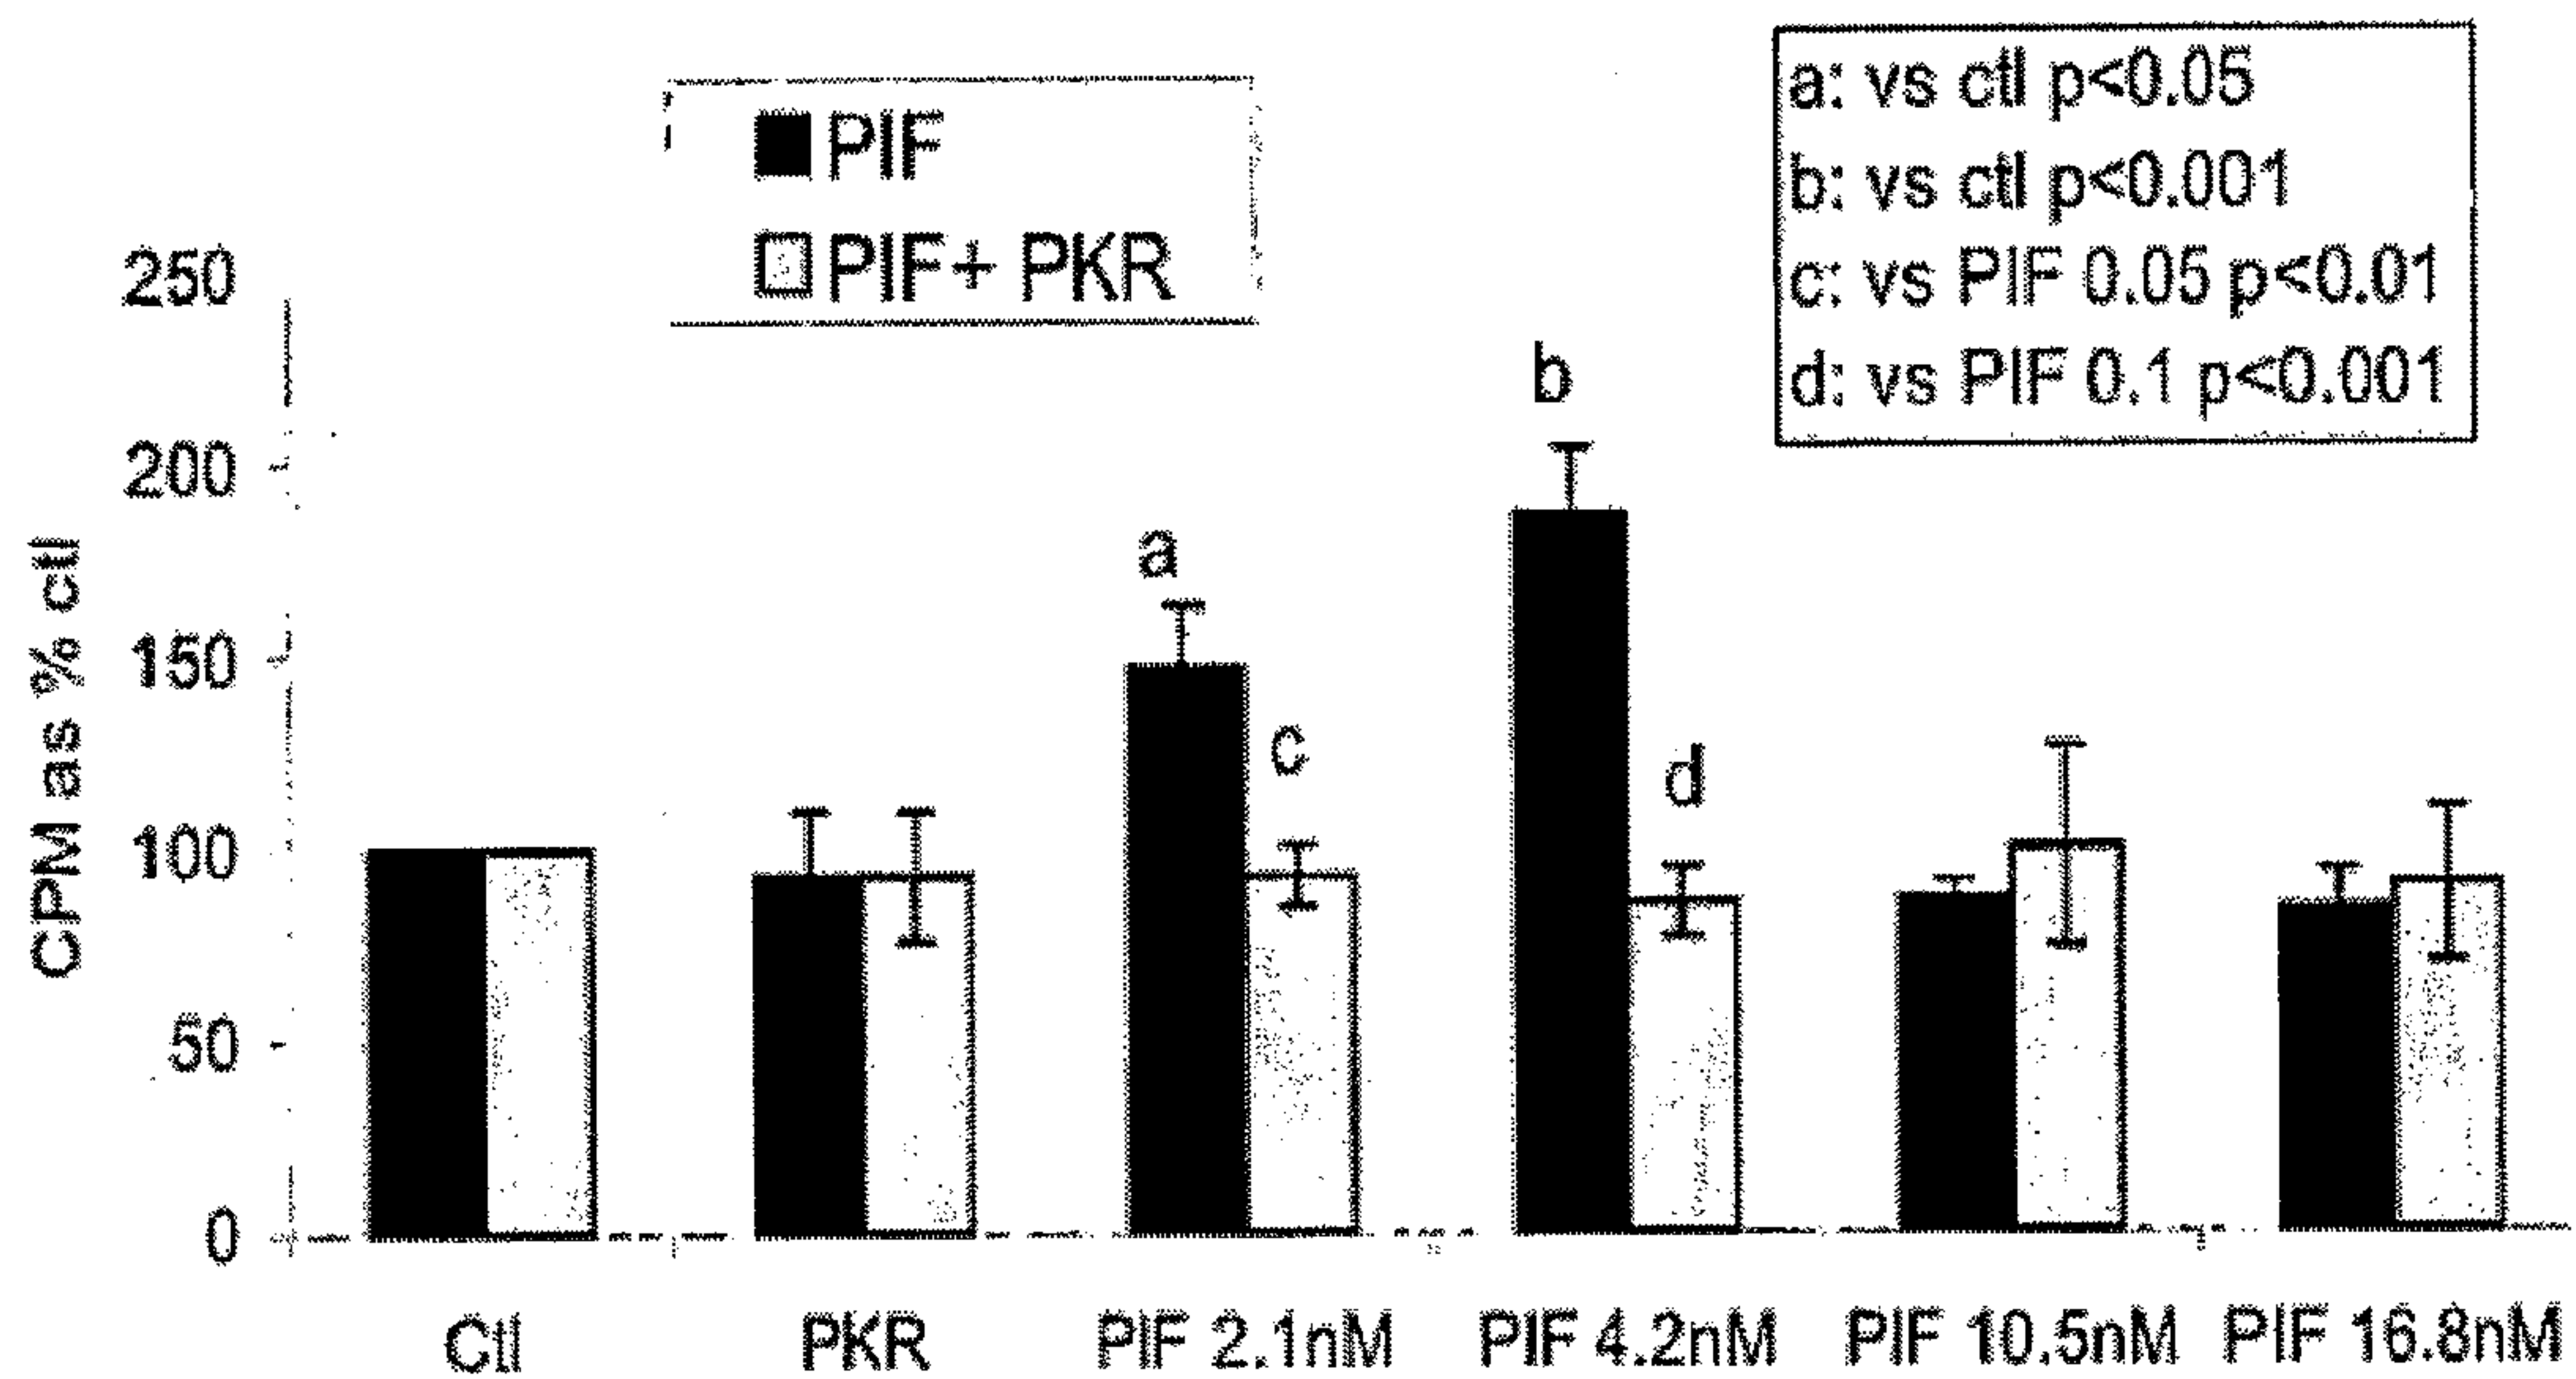 PIF
PIF+ PKR
a: vs ctl p<0.05
b: vs ctl p<0.001
c: vs PIF 0.05 p<0.01
d: vs PIF 0.1 p<0.001
CPM as % ctl
250
200
150
100
50
0
a
c
b
d
Ctl
PKR
PIF 2.1nM
PIF 4.2nM
PIF 10.5nM
PIF 16.8nM